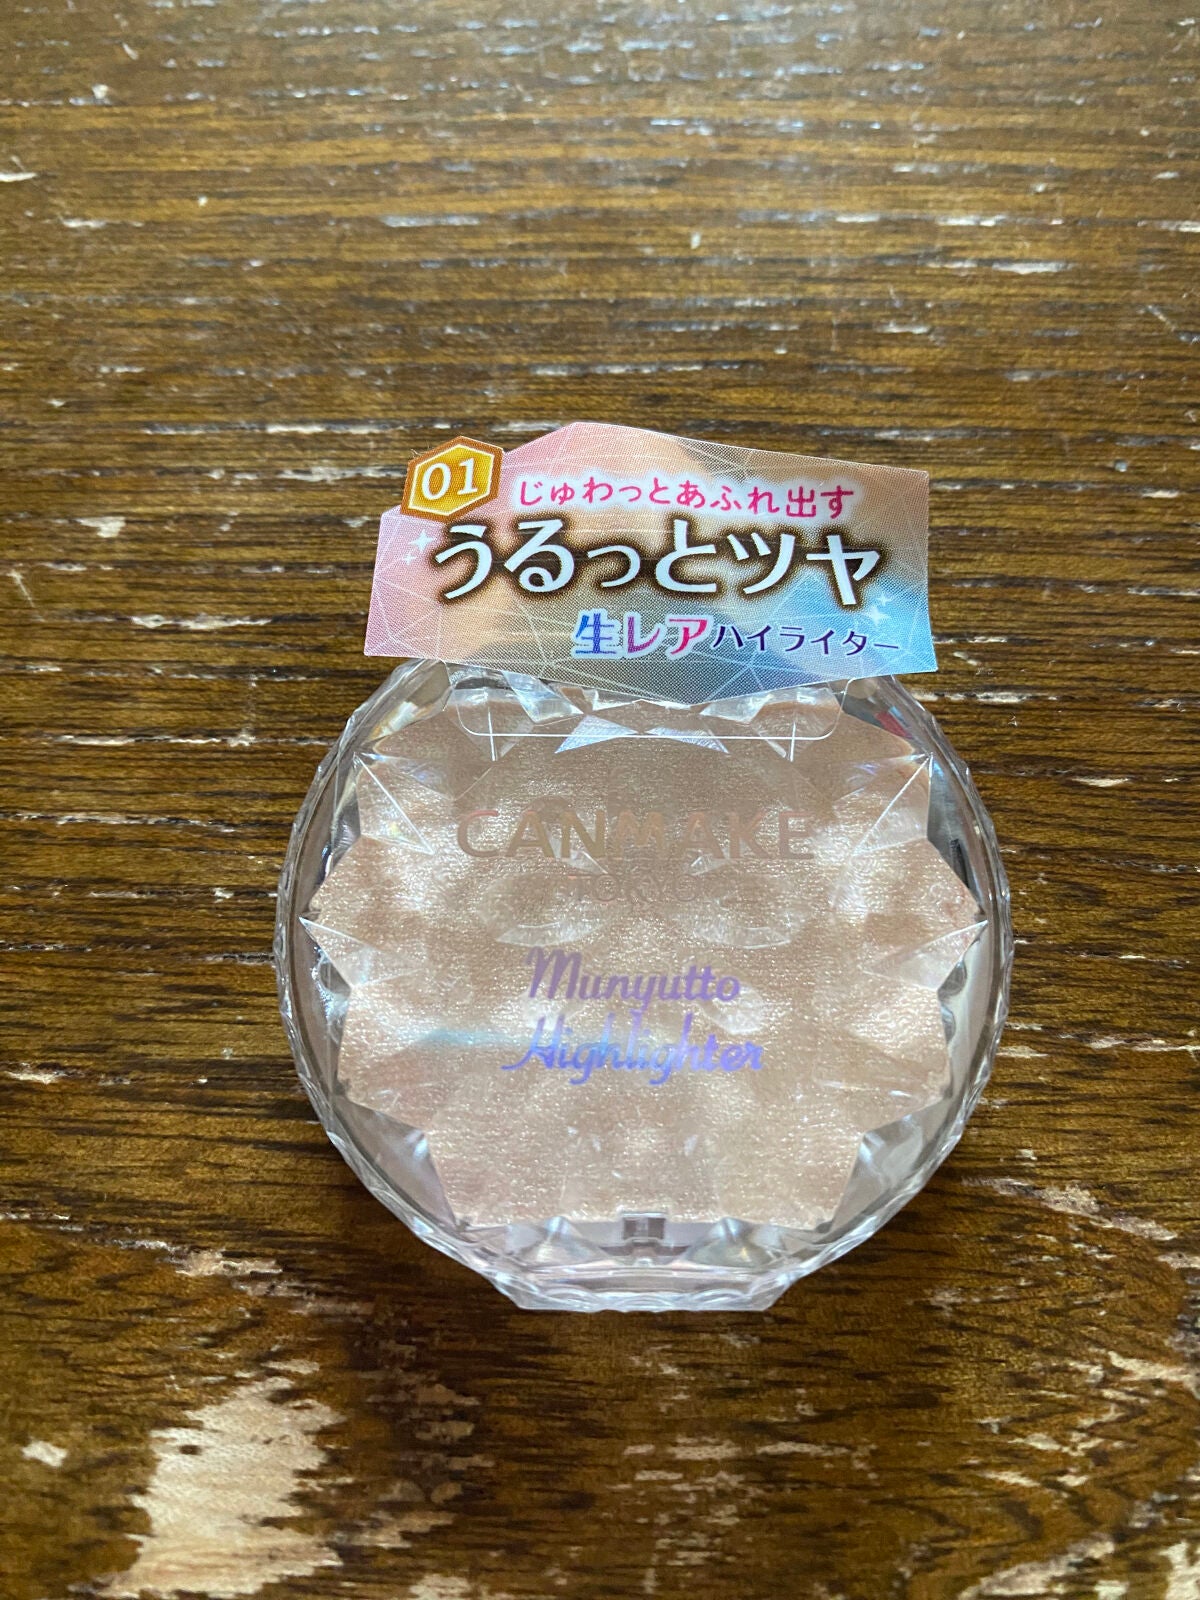 01
じゅわっとあふれ出す
うるっとツヤ
生レアハイライター
CANMAKE
TOKYO
Munyutto
Highlighter